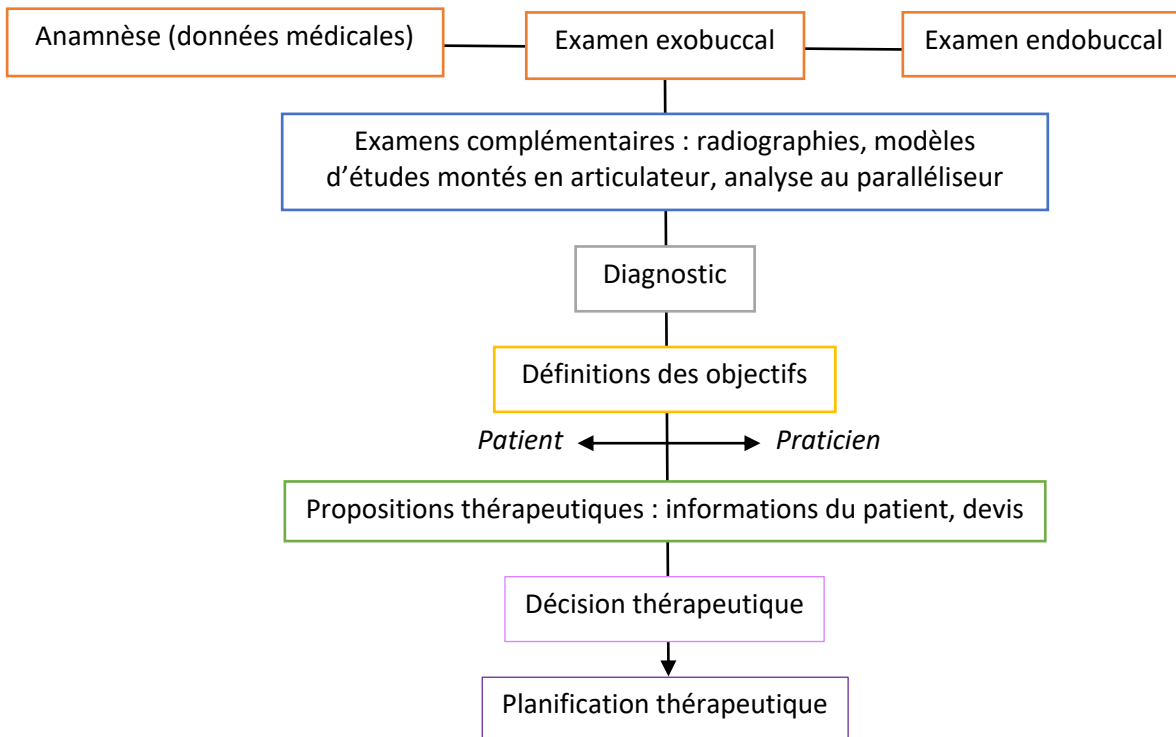 Anamnèse (données médicales)
Examen exobuccal
Examen endobuccal
Examens complémentaires : radiographies, modèles
d’études montés en articulateur, analyse au paralléliseur
Diagnostic
Définitions des objectifs
Patient
Praticien
Propositions thérapeutiques : informations du patient, devis
Décision thérapeutique
Planification thérapeutique